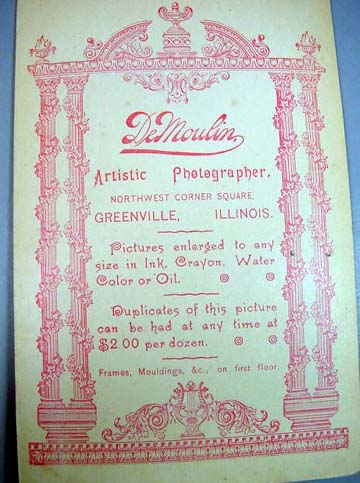 DeMoulin,
Artistic Photographer,
NORTHWEST CORNER SQUARE,
GREENVILLE, ILLINOIS.
Pictures enlarged to any
size in Ink, Crayon, Water
Color or Oil.
Duplicates of this picture
can be had at any time at
$2.00 per dozen.
Frames, Mouldings, &c., on first floor.